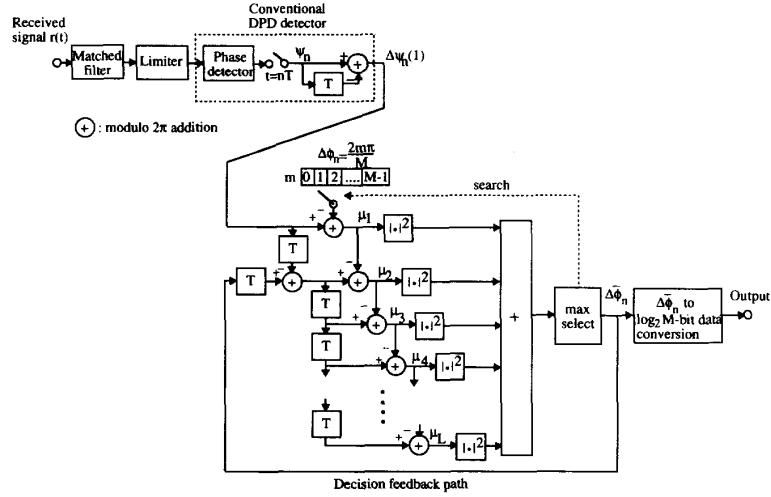 Conventional
DPD detector
Received
signal r(t)
Matched
filter
Limiter
Phase
detector
t=nT
ψn
T
+
−
+
Δψn(1)
+ : modulo 2π addition
Δϕn=2mπ/M
m 0 1 2 .... M-1
search
+ −
+
μ1
|•|²
T
T
+ −
+
− +
+
μ2
|•|²
T
+ −
+
μ3
|•|²
T
+ −
+
μ4
|•|²
T
+ −
+
μL
|•|²
+
max
select
Δϕ̄n
Δϕ̄n to
log2 M-bit data
conversion
Output
Decision feedback path